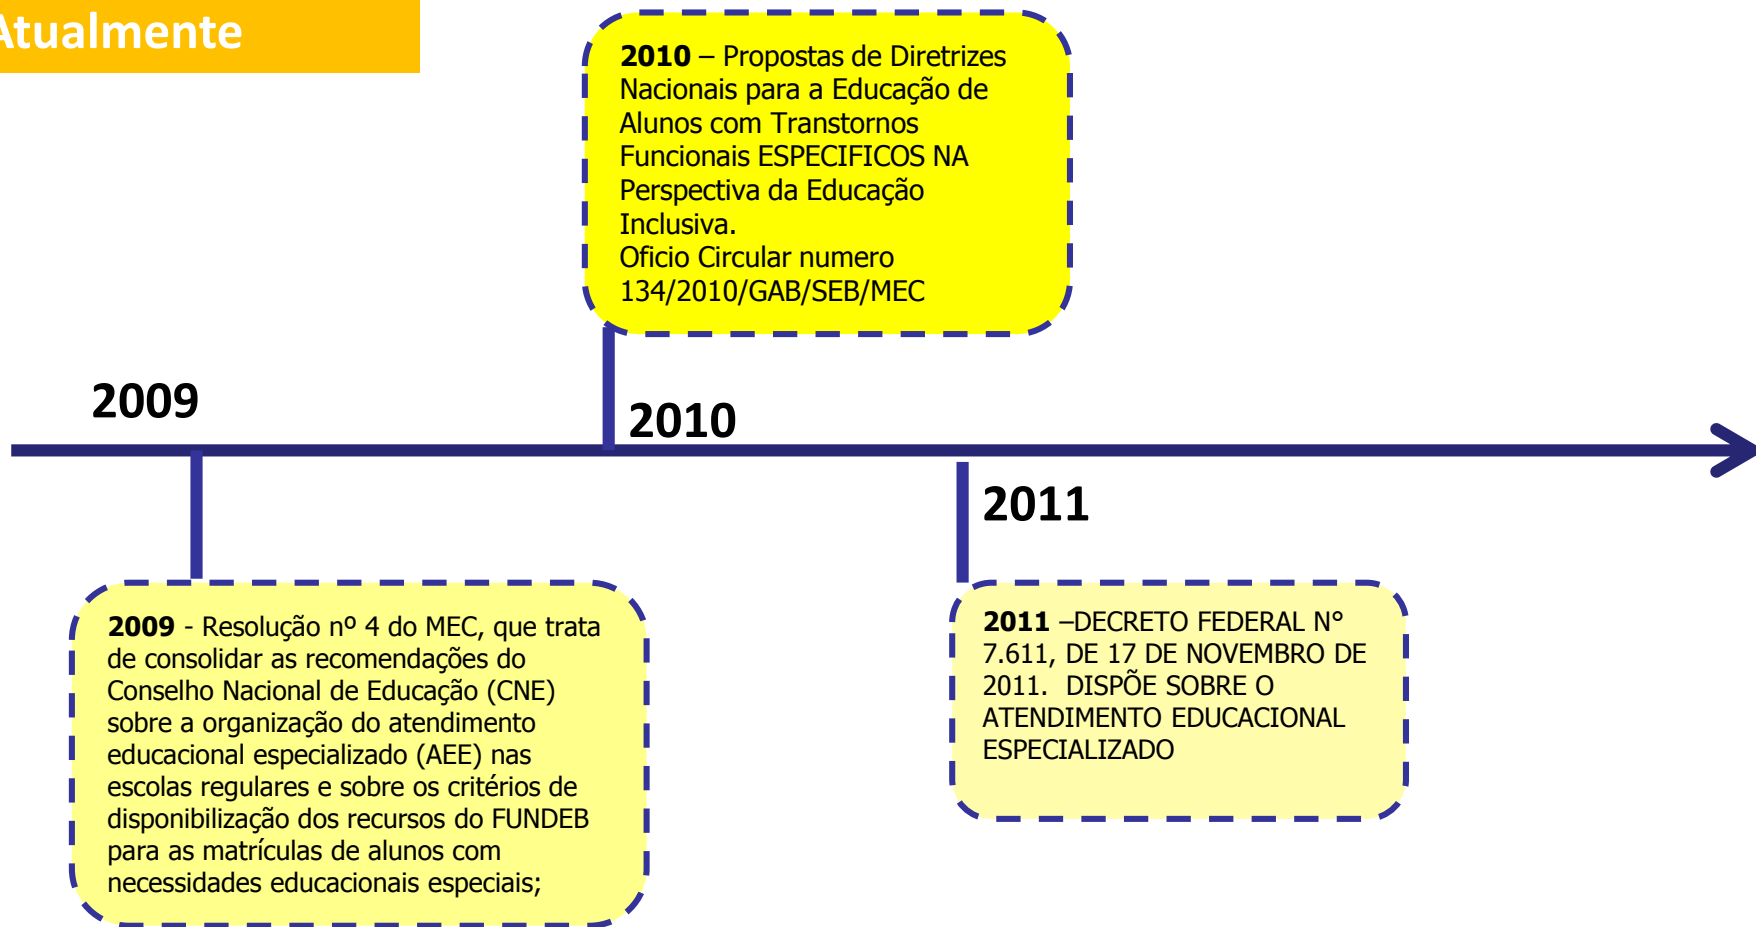 Atualmente
2010 – Propostas de Diretrizes
Nacionais para a Educação de
Alunos com Transtornos
Funcionais ESPECIFICOS NA
Perspectiva da Educação
Inclusiva.
Oficio Circular numero
134/2010/GAB/SEB/MEC
2009
2010
2011
2009 - Resolução nº 4 do MEC, que trata
de consolidar as recomendações do
Conselho Nacional de Educação (CNE)
sobre a organização do atendimento
educacional especializado (AEE) nas
escolas regulares e sobre os critérios de
disponibilização dos recursos do FUNDEB
para as matrículas de alunos com
necessidades educacionais especiais;
2011 –DECRETO FEDERAL N°
7.611, DE 17 DE NOVEMBRO DE
2011.  DISPÕE SOBRE O
ATENDIMENTO EDUCACIONAL
ESPECIALIZADO